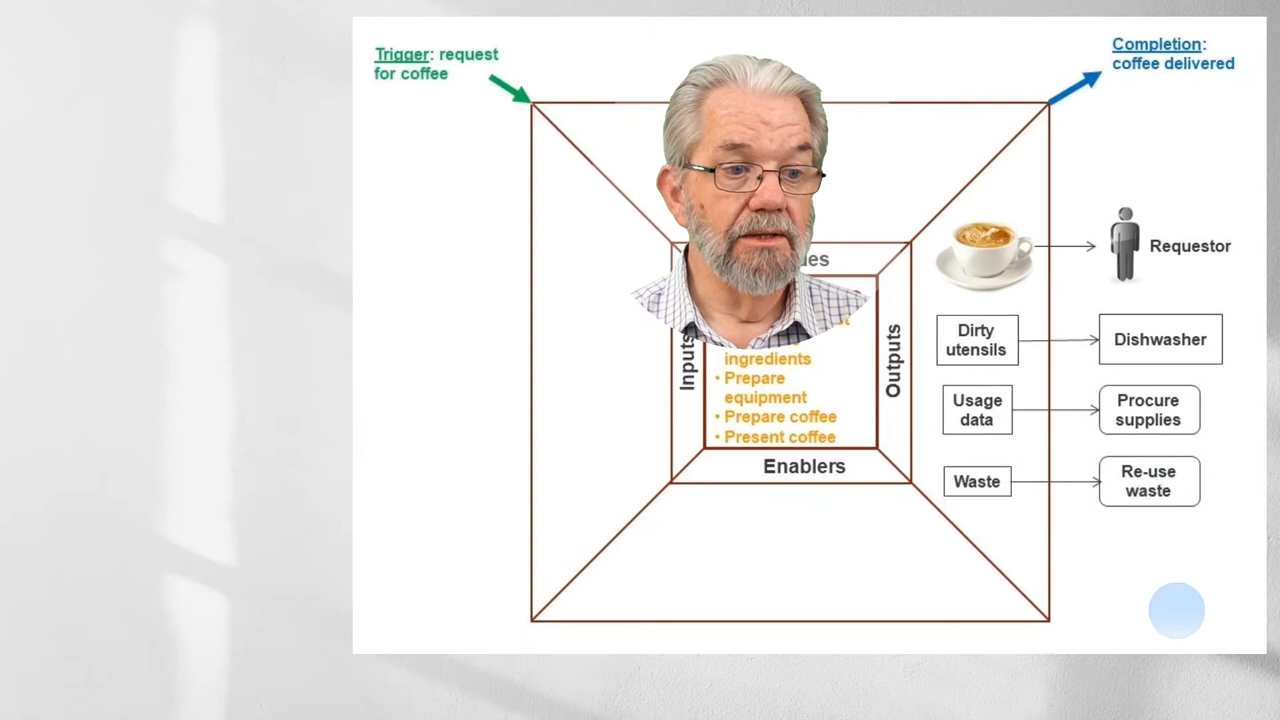 Trigger: request
for coffee
Completion:
coffee delivered
Requestor
Inputs
Outputs
ingredients
• Prepare
equipment
• Prepare coffee
• Present coffee
Enablers
Dirty
utensils
Dishwasher
Usage
data
Procure
supplies
Waste
Re-use
waste